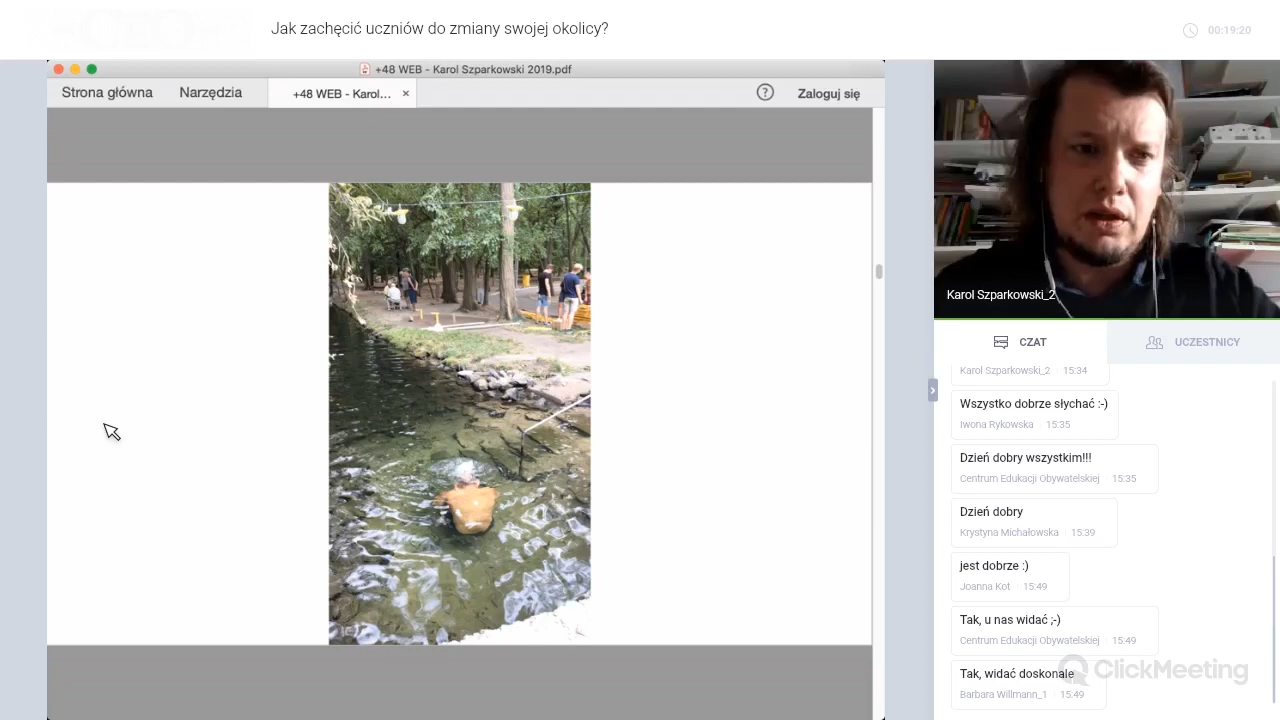 Jak zachęcić uczniów do zmiany swojej okolicy?
00:19:20
+48 WEB - Karol Szparkowski 2019.pdf
Strona główna
Narzędzia
+48 WEB - Karol...
×
?
Zaloguj się
Karol Szparkowski_2
CZAT
UCZESTNICY
Karol Szparkowski_2 15:34
Wszystko dobrze słychać :-)
Iwona Rykowska 15:35
Dzień dobry wszystkim!!!
Centrum Edukacji Obywatelskiej 15:35
Dzień dobry
Krystyna Michałowska 15:39
jest dobrze :)
Joanna Kot 15:49
Tak, u nas widać ;-)
Centrum Edukacji Obywatelskiej 15:49
Tak, widać doskonale
Barbara Willmann_1 15:49
ClickMeeting